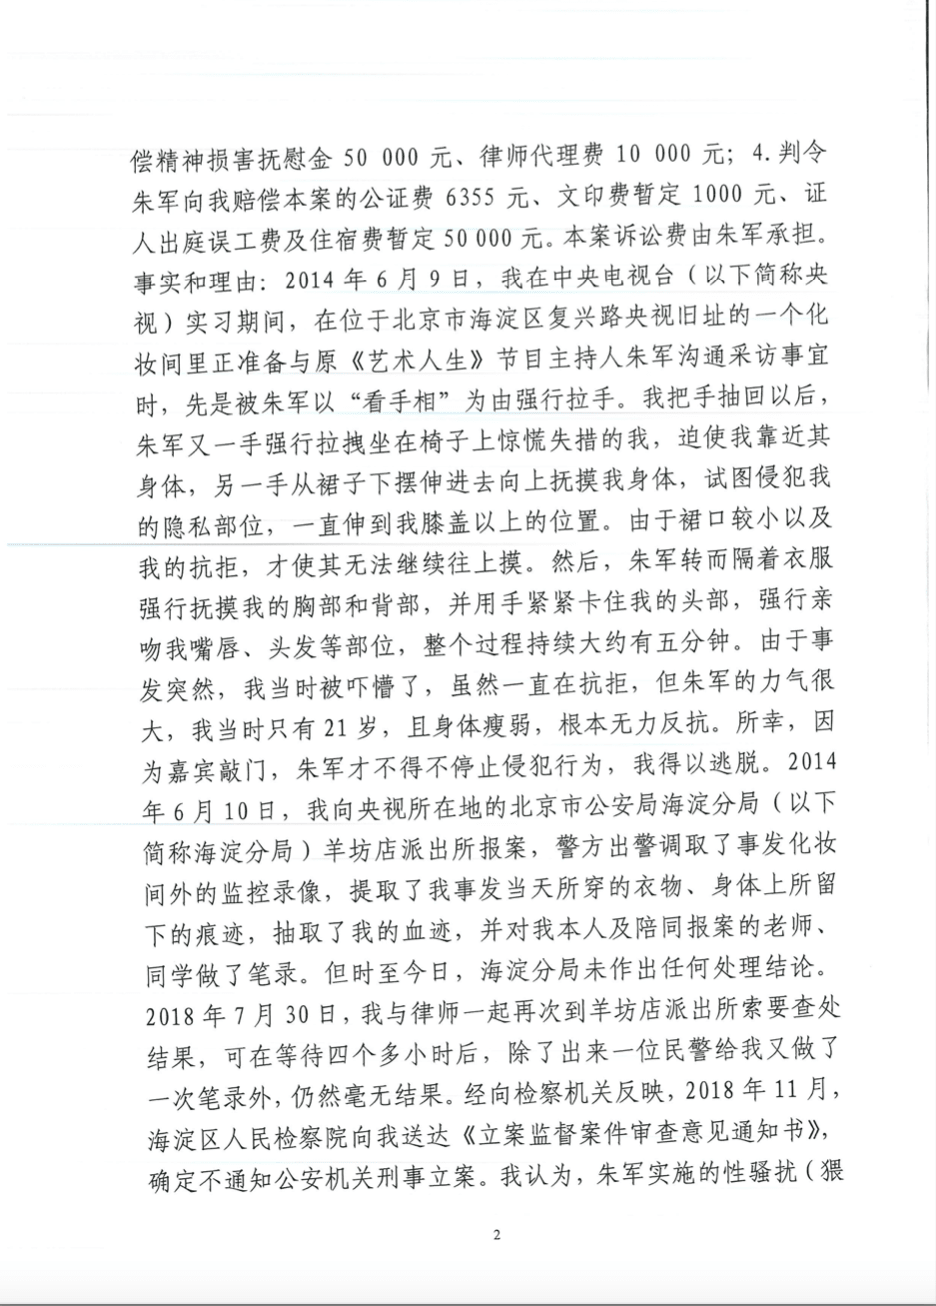 偿精神损害抚慰金 50 000 元、律师代理费 10 000 元；4.判令
朱军向我赔偿本案的公证费 6355 元、文印费暂定 1000 元、证
人出庭误工费及住宿费暂定 50 000 元。本案诉讼费由朱军承担。
事实和理由：2014 年 6 月 9 日，我在中央电视台（以下简称央
视）实习期间，在位于北京市海淀区复兴路央视旧址的一个化
妆间里正准备与原《艺术人生》节目主持人朱军沟通采访事宜
时，先是被朱军以“看手相”为由强行拉手。我把手抽回以后，
朱军又一手强行拉拽坐在椅子上惊慌失措的我，迫使我靠近其
身体，另一手从裙子下摆伸进去向上抚摸我身体，试图侵犯我
的隐私部位，一直伸到我膝盖以上的位置。由于裙口较小以及
我的抗拒，才使其无法继续往上摸。然后，朱军转而隔着衣服
强行抚摸我的胸部和背部，并用手紧紧卡住我的头部，强行亲
吻我嘴唇、头发等部位，整个过程持续大约有五分钟。由于事
发突然，我当时被吓懵了，虽然一直在抗拒，但朱军的力气很
大，我当时只有 21 岁，且身体瘦弱，根本无力反抗。所幸，因
为嘉宾敲门，朱军才不得不停止侵犯行为，我得以逃脱。2014
年 6 月 10 日，我向央视所在地的北京市公安局海淀分局（以下
简称海淀分局）羊坊店派出所报案，警方出警调取了事发化妆
间外的监控录像，提取了我事发当天所穿的衣物、身体上所留
下的痕迹，抽取了我的血迹，并对我本人及陪同报案的老师、
同学做了笔录。但时至今日，海淀分局未作出任何处理结论。
2018 年 7 月 30 日，我与律师一起再次到羊坊店派出所索要查处
结果，可在等待四个多小时后，除了出来一位民警给我又做了
一次笔录外，仍然毫无结果。经向检察机关反映，2018 年 11 月，
海淀区人民检察院向我送达《立案监督案件审查意见通知书》，
确定不通知公安机关刑事立案。我认为，朱军实施的性骚扰（猥
2